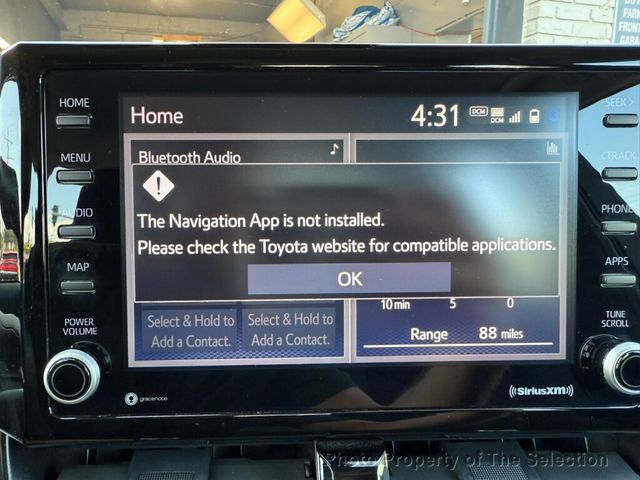 PARK
FRONT
GARAG
HOME
MENU
AUDIO
MAP
POWER
VOLUME
Home
4:31
DCM
DCM
Bluetooth Audio
The Navigation App is not installed.
Please check the Toyota website for compatible applications.
OK
Select & Hold to
Add a Contact.
Select & Hold to
Add a Contact.
10 min 5 0
Range 88 miles
SEEK>
<TRACK
PHONE
APPS
TUNE
SCROLL
gracenote
((SiriusXM))
Photo Property of The Selection